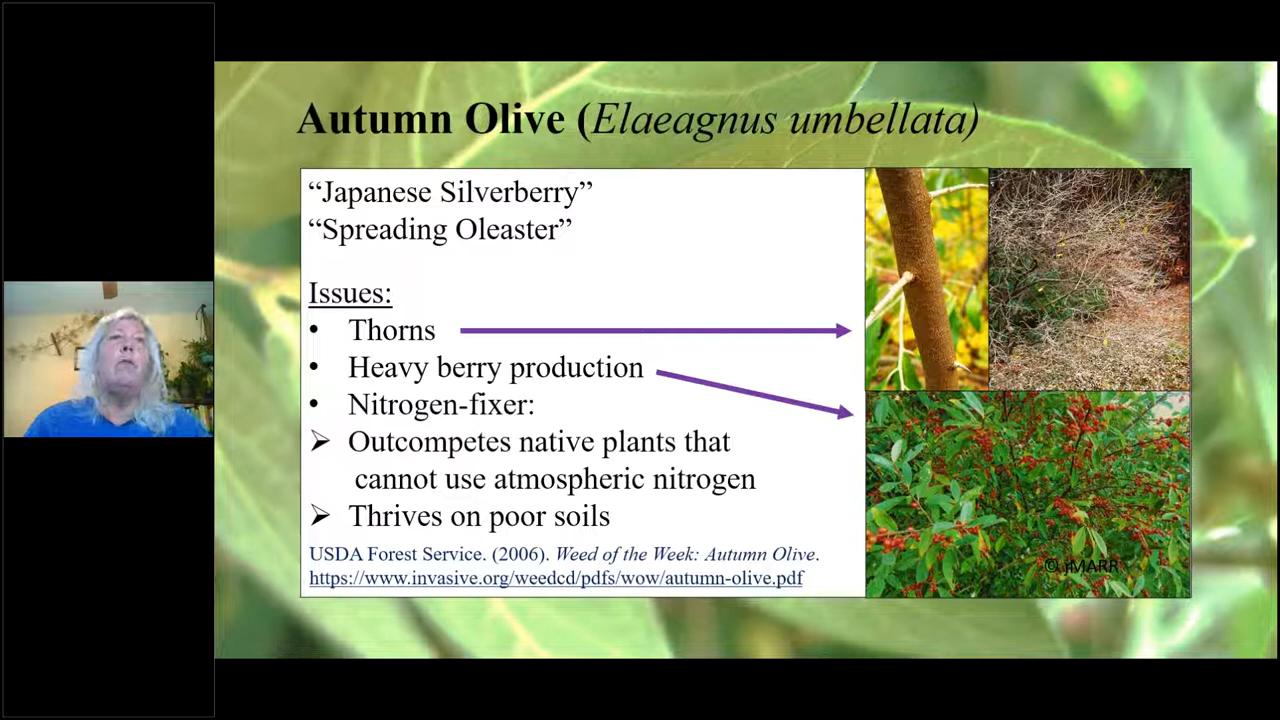 Autumn Olive (Elaeagnus umbellata)
“Japanese Silverberry”
“Spreading Oleaster”
Issues:
• Thorns
• Heavy berry production
• Nitrogen-fixer:
➢ Outcompetes native plants that
cannot use atmospheric nitrogen
➢ Thrives on poor soils
USDA Forest Service. (2006). Weed of the Week: Autumn Olive.
https://www.invasive.org/weedcd/pdfs/wow/autumn-olive.pdf
© jMARR